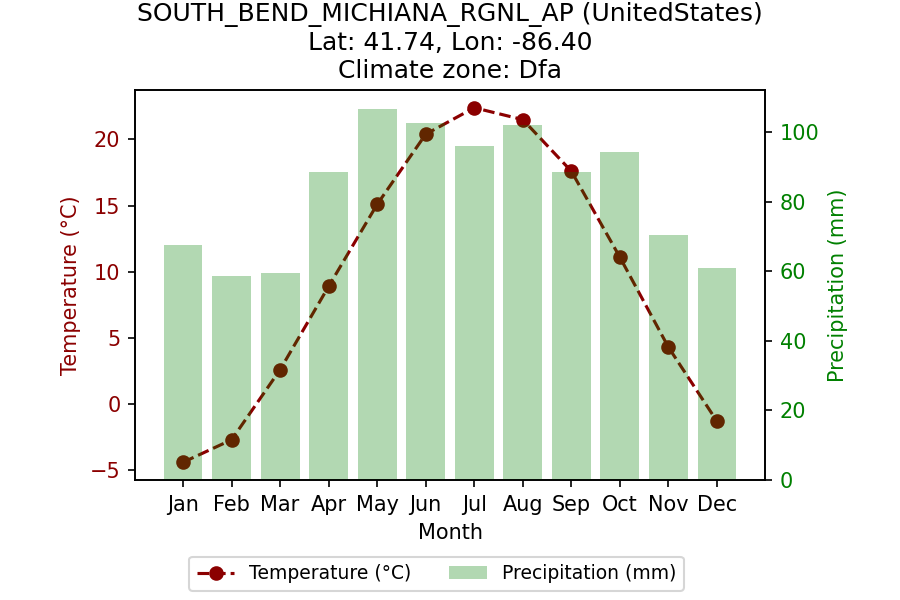 SOUTH_BEND_MICHIANA_RGNL_AP (UnitedStates)
Lat: 41.74, Lon: -86.40
Climate zone: Dfa
Temperature (°C)
20
15
10
5
0
−5
100
80
60
40
20
0
Precipitation (mm)
Jan Feb Mar Apr May Jun Jul Aug Sep Oct Nov Dec
Month
Temperature (°C) Precipitation (mm)